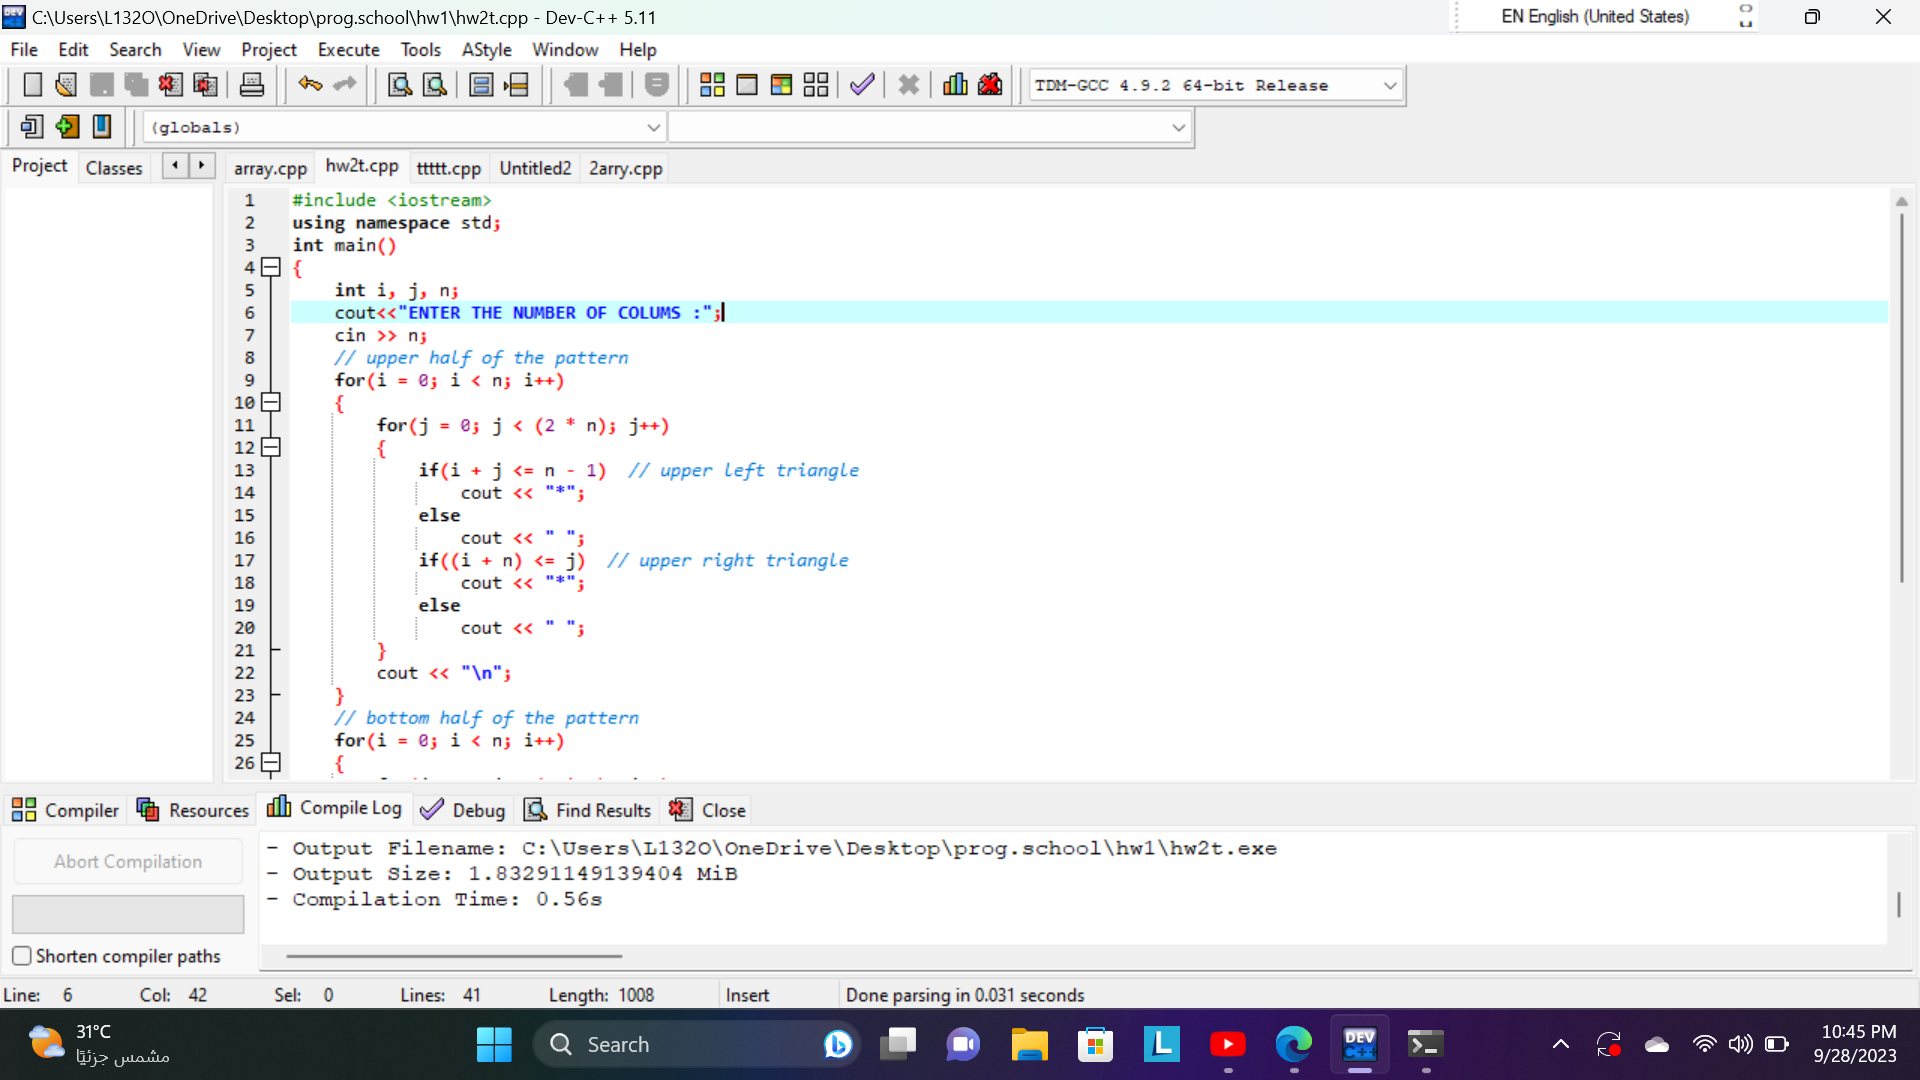 C:\Users\L132O\OneDrive\Desktop\prog.school\hw1\hw2t.cpp - Dev-C++ 5.11
EN English (United States)
File Edit Search View Project Execute Tools AStyle Window Help
TDM-GCC 4.9.2 64-bit Release
(globals)
Project Classes array.cpp hw2t.cpp ttttt.cpp Untitled2 2arry.cpp
1 #include <iostream>
2 using namespace std;
3 int main()
4 {
5 int i, j, n;
6 cout<<"ENTER THE NUMBER OF COLUMS :";
7 cin >> n;
8 // upper half of the pattern
9 for(i = 0; i < n; i++)
10 {
11 for(j = 0; j < (2 * n); j++)
12 {
13 if(i + j <= n - 1) // upper left triangle
14 cout << "*";
15 else
16 cout << " ";
17 if((i + n) <= j) // upper right triangle
18 cout << "*";
19 else
20 cout << " ";
21 }
22 cout << "\n";
23 }
24 // bottom half of the pattern
25 for(i = 0; i < n; i++)
26 {
Compiler Resources Compile Log Debug Find Results Close
Abort Compilation
Shorten compiler paths
- Output Filename: C:\Users\L132O\OneDrive\Desktop\prog.school\hw1\hw2t.exe
- Output Size: 1.83291149139404 MiB
- Compilation Time: 0.56s
Line: 6 Col: 42 Sel: 0 Lines: 41 Length: 1008 Insert Done parsing in 0.031 seconds
31°C
مشمس جزئيًا
Search
L
DEV
C++
10:45 PM
9/28/2023